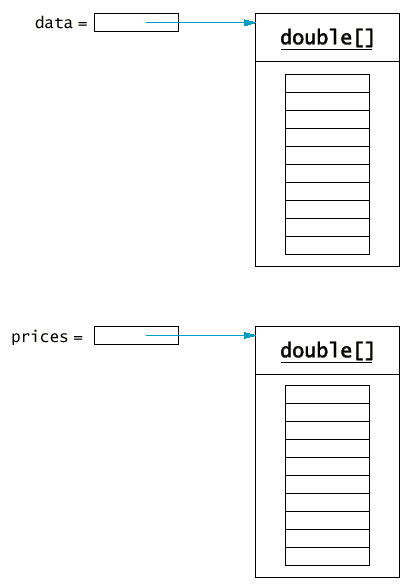 data =
double[]
prices =
double[]